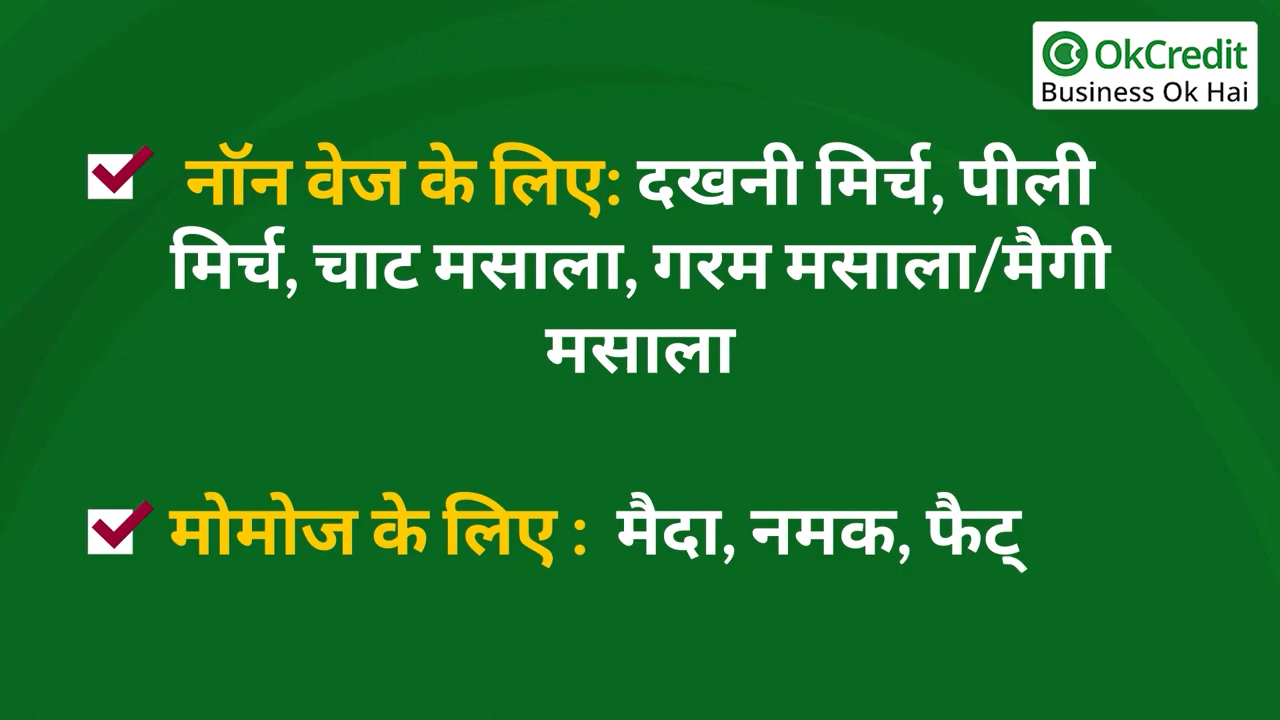 OkCredit
Business Ok Hai
नॉन वेज के लिए: दखनी मिर्च, पीली
मिर्च, चाट मसाला, गरम मसाला/मैगी
मसाला
मोमोज के लिए : मैदा, नमक, फैट्